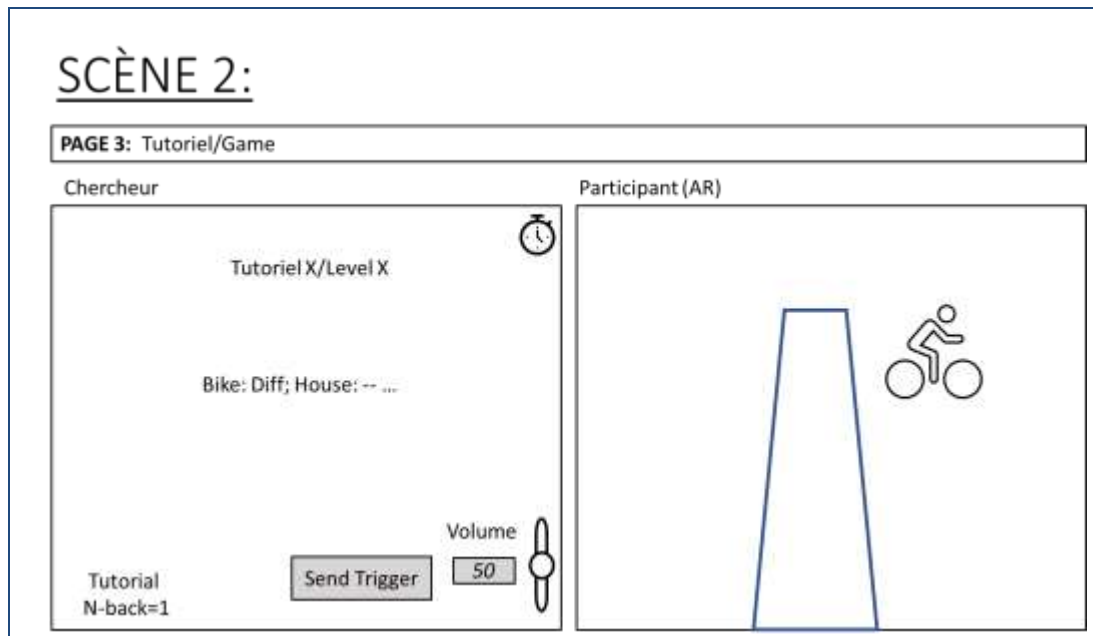 SCÈNE 2:
PAGE 3: Tutoriel/Game
Chercheur
Participant (AR)
Tutoriel X/Level X
Bike: Diff; House: -- ...
Volume
50
Send Trigger
Tutorial
N-back=1